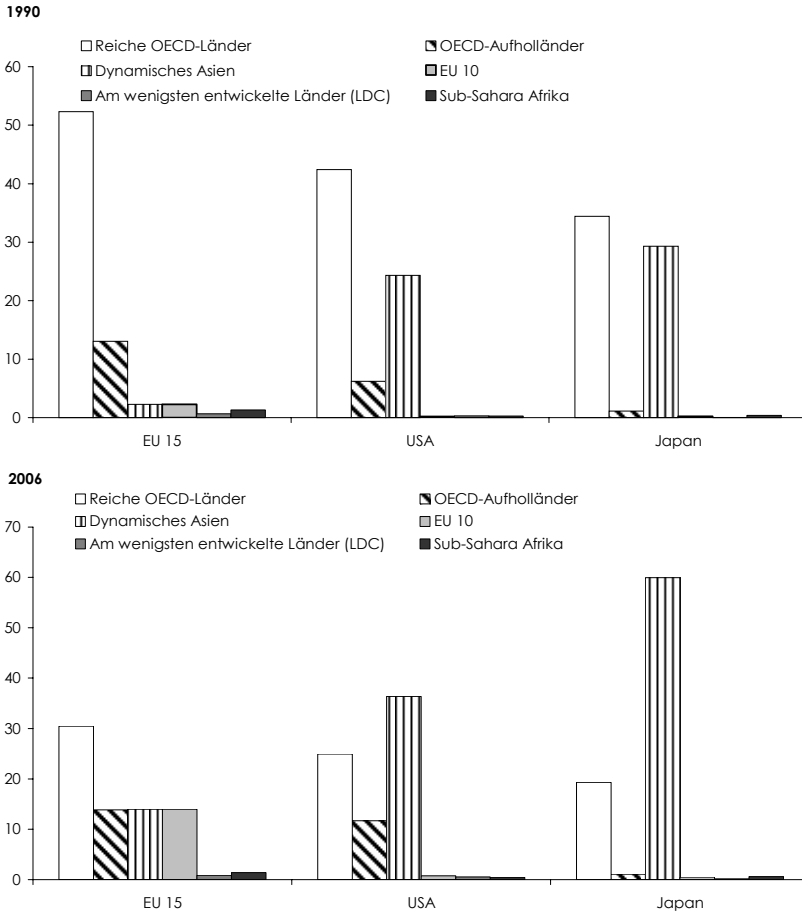 1990
Reiche OECD-Länder OECD-Aufholländer
Dynamisches Asien EU 10
Am wenigsten entwickelte Länder (LDC) Sub-Sahara Afrika
60
50
40
30
20
10
0
EU 15 USA Japan
2006
Reiche OECD-Länder OECD-Aufholländer
Dynamisches Asien EU 10
Am wenigsten entwickelte Länder (LDC) Sub-Sahara Afrika
70
60
50
40
30
20
10
0
EU 15 USA Japan